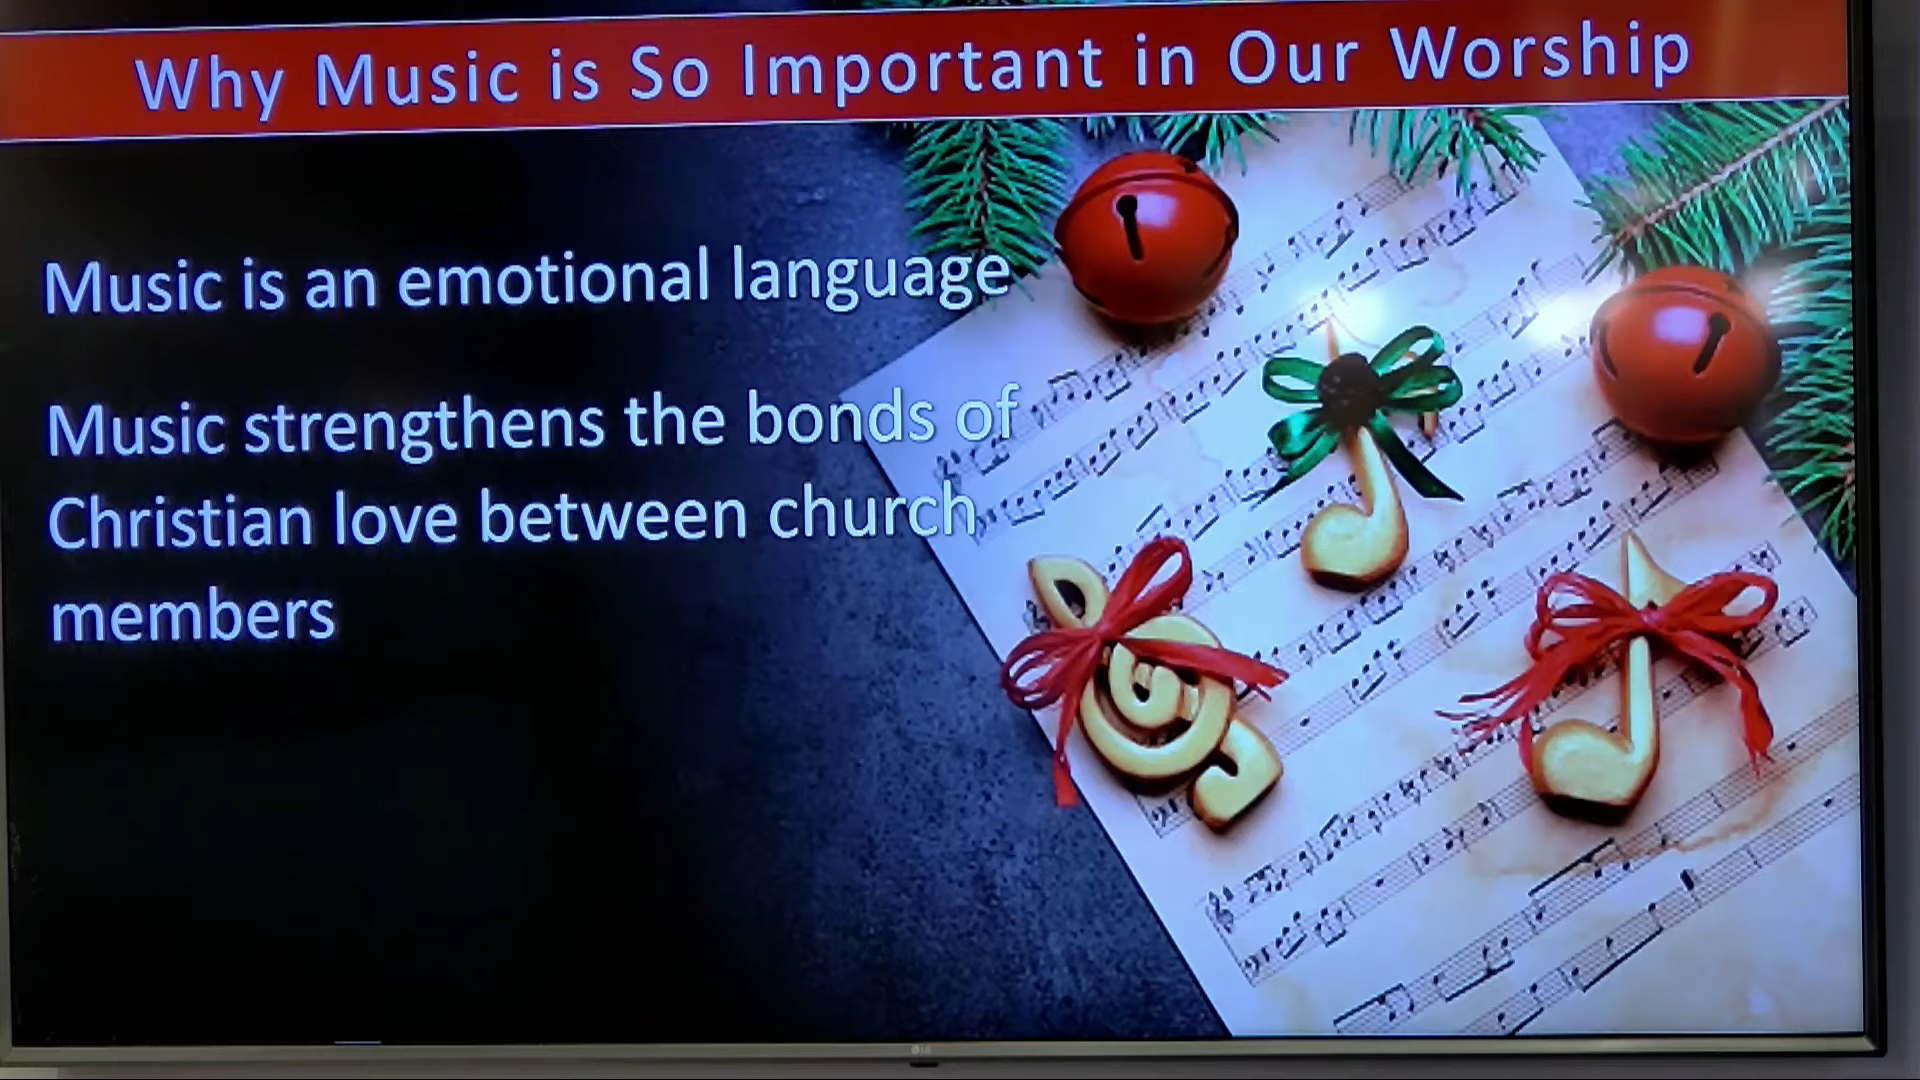 Why Music is So Important in Our Worship
Music is an emotional language
Music strengthens the bonds of
Christian love between church
members
LG